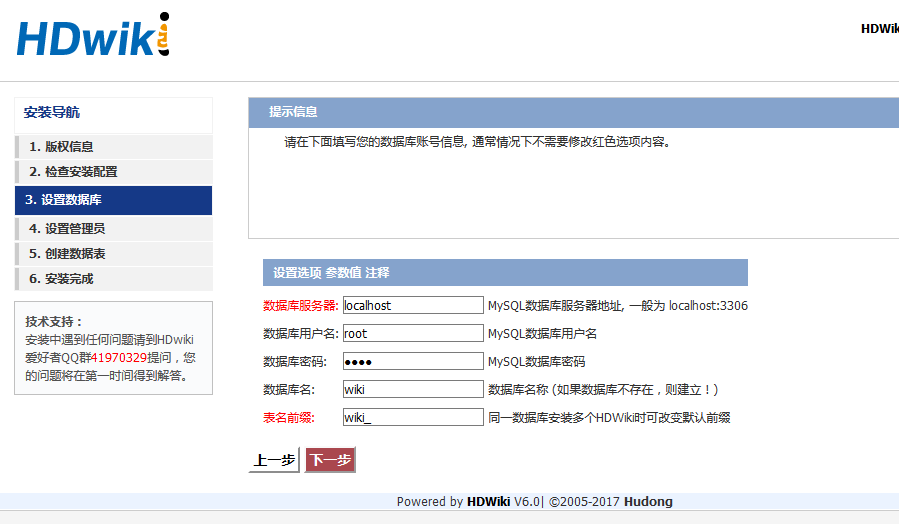 HDwiki
HDWik
安装导航
1. 版权信息
2. 检查安装配置
3. 设置数据库
4. 设置管理员
5. 创建数据表
6. 安装完成
技术支持：
安装中遇到任何问题请到HDwiki
爱好者QQ群41970329提问，您
的问题将在第一时间得到解答。
提示信息
请在下面填写您的数据库账号信息, 通常情况下不需要修改红色选项内容。
设置选项 参数值 注释
数据库服务器: localhost MySQL数据库服务器地址, 一般为 localhost:3306
数据库用户名: root MySQL数据库用户名
数据库密码: ●●●● MySQL数据库密码
数据库名: wiki 数据库名称 (如果数据库不存在，则建立！)
表名前缀: wiki_ 同一数据库安装多个HDWiki时可改变默认前缀
上一步 下一步
Powered by HDWiki V6.0| ©2005-2017 Hudong